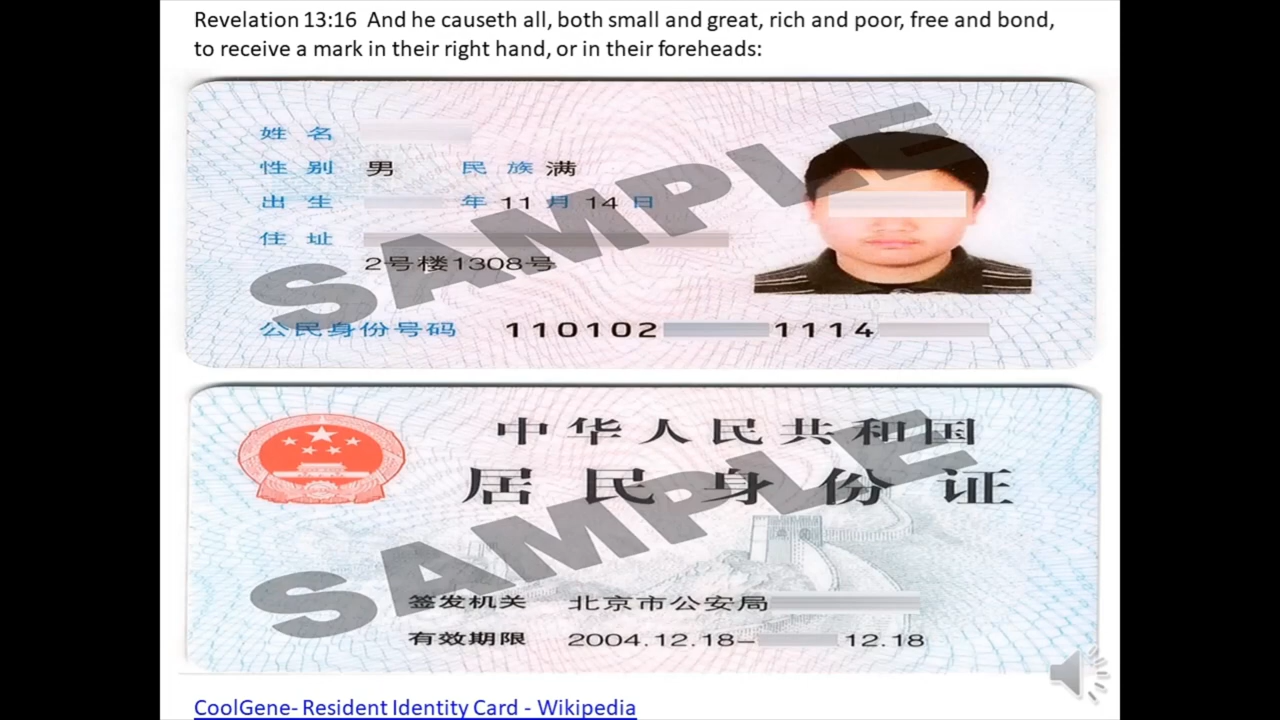 Revelation 13:16  And he causeth all, both small and great, rich and poor, free and bond,
to receive a mark in their right hand, or in their foreheads:
姓 名
性 别 男 民 族 满
出 生 年 11 月 14 日
住 址
2号楼1308号
公民身份号码 110102 1114
SAMPLE
中华人民共和国
居民身份证
签发机关 北京市公安局
有效期限 2004.12.18- 12.18
SAMPLE
CoolGene- Resident Identity Card - Wikipedia